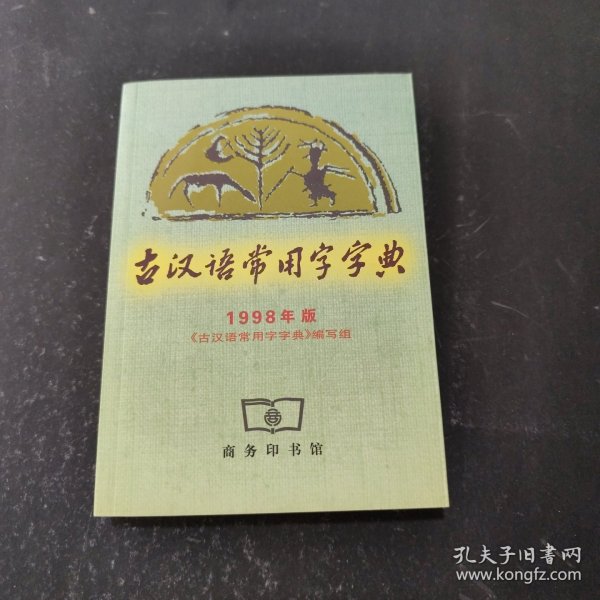 古汉语常用字字典
1998年版
《古汉语常用字字典》编写组
商务印书馆
孔夫子旧书网
www.kongfz.com